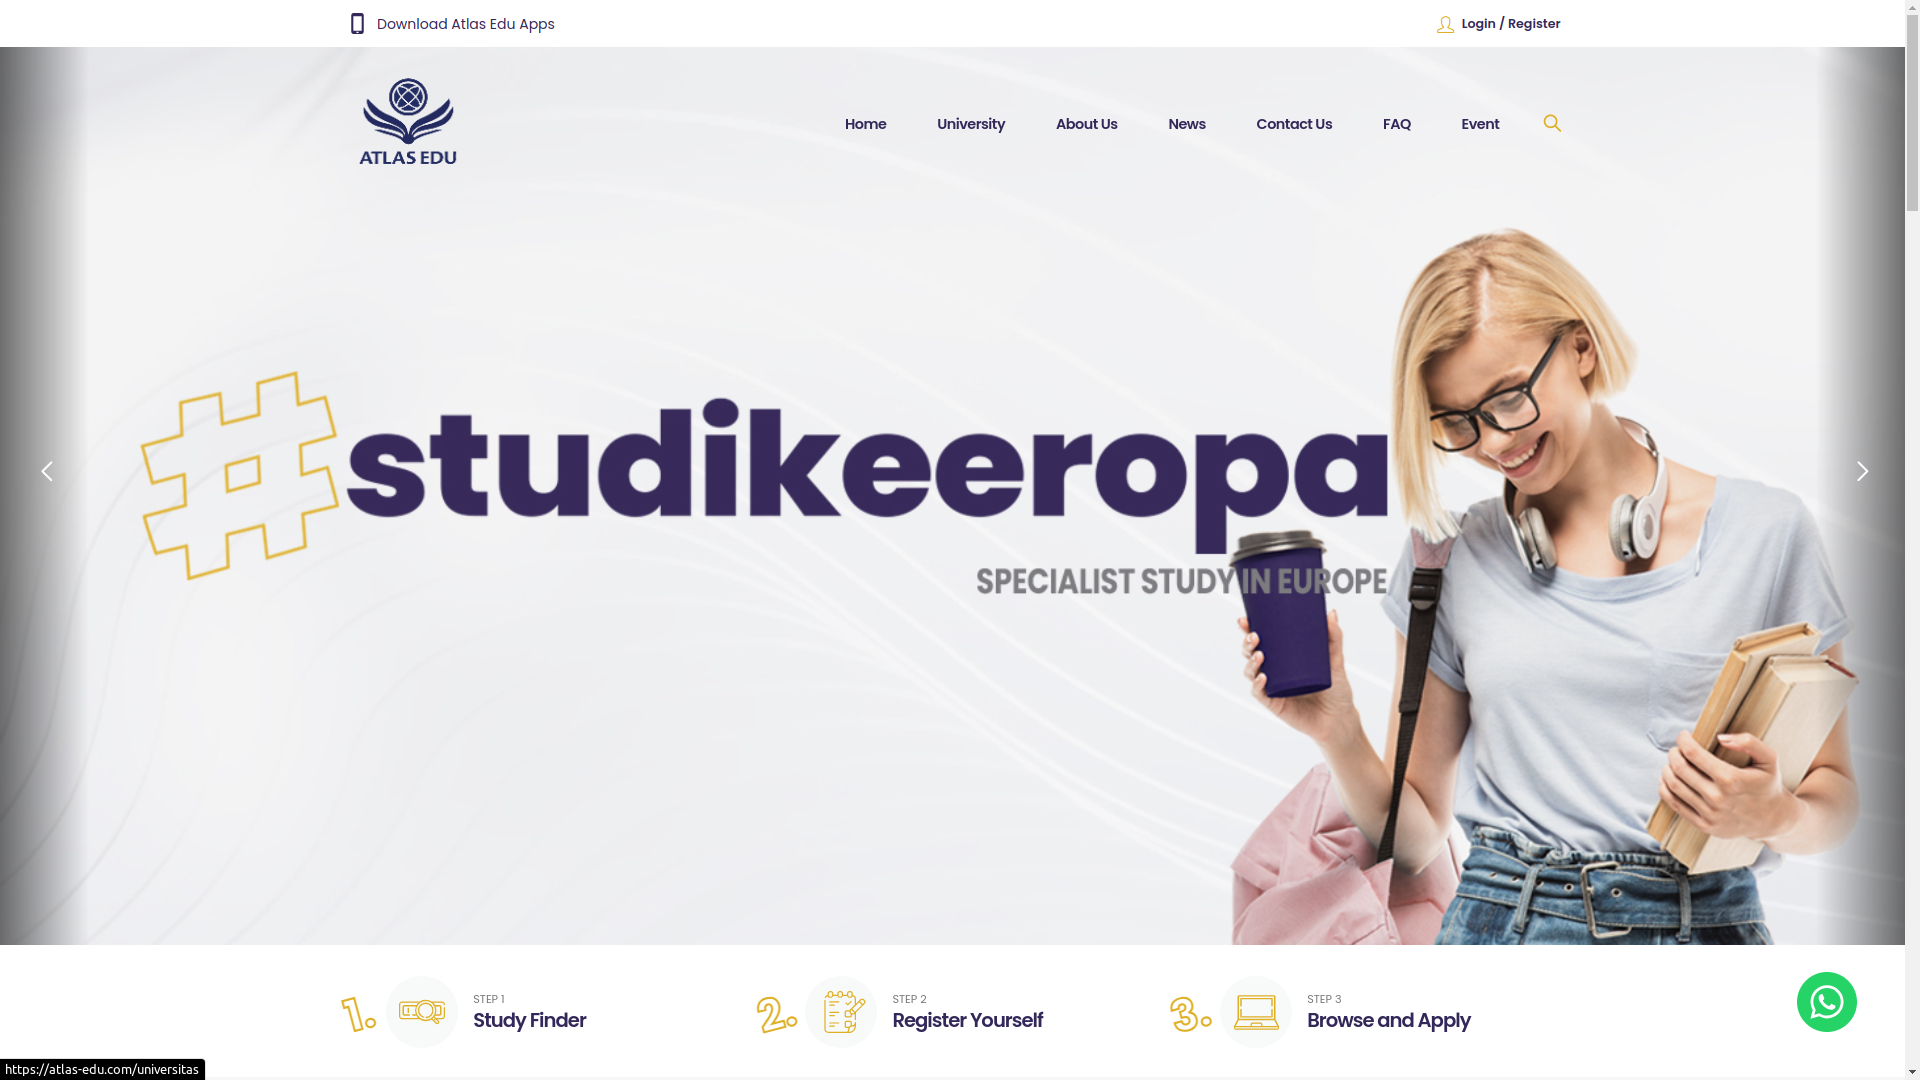 Download Atlas Edu Apps
Login / Register
ATLAS EDU
Home
University
About Us
News
Contact Us
FAQ
Event
#studikeeropa
SPECIALIST STUDY IN EUROPE
1.
STEP 1
Study Finder
2.
STEP 2
Register Yourself
3.
STEP 3
Browse and Apply
https://atlas-edu.com/universitas